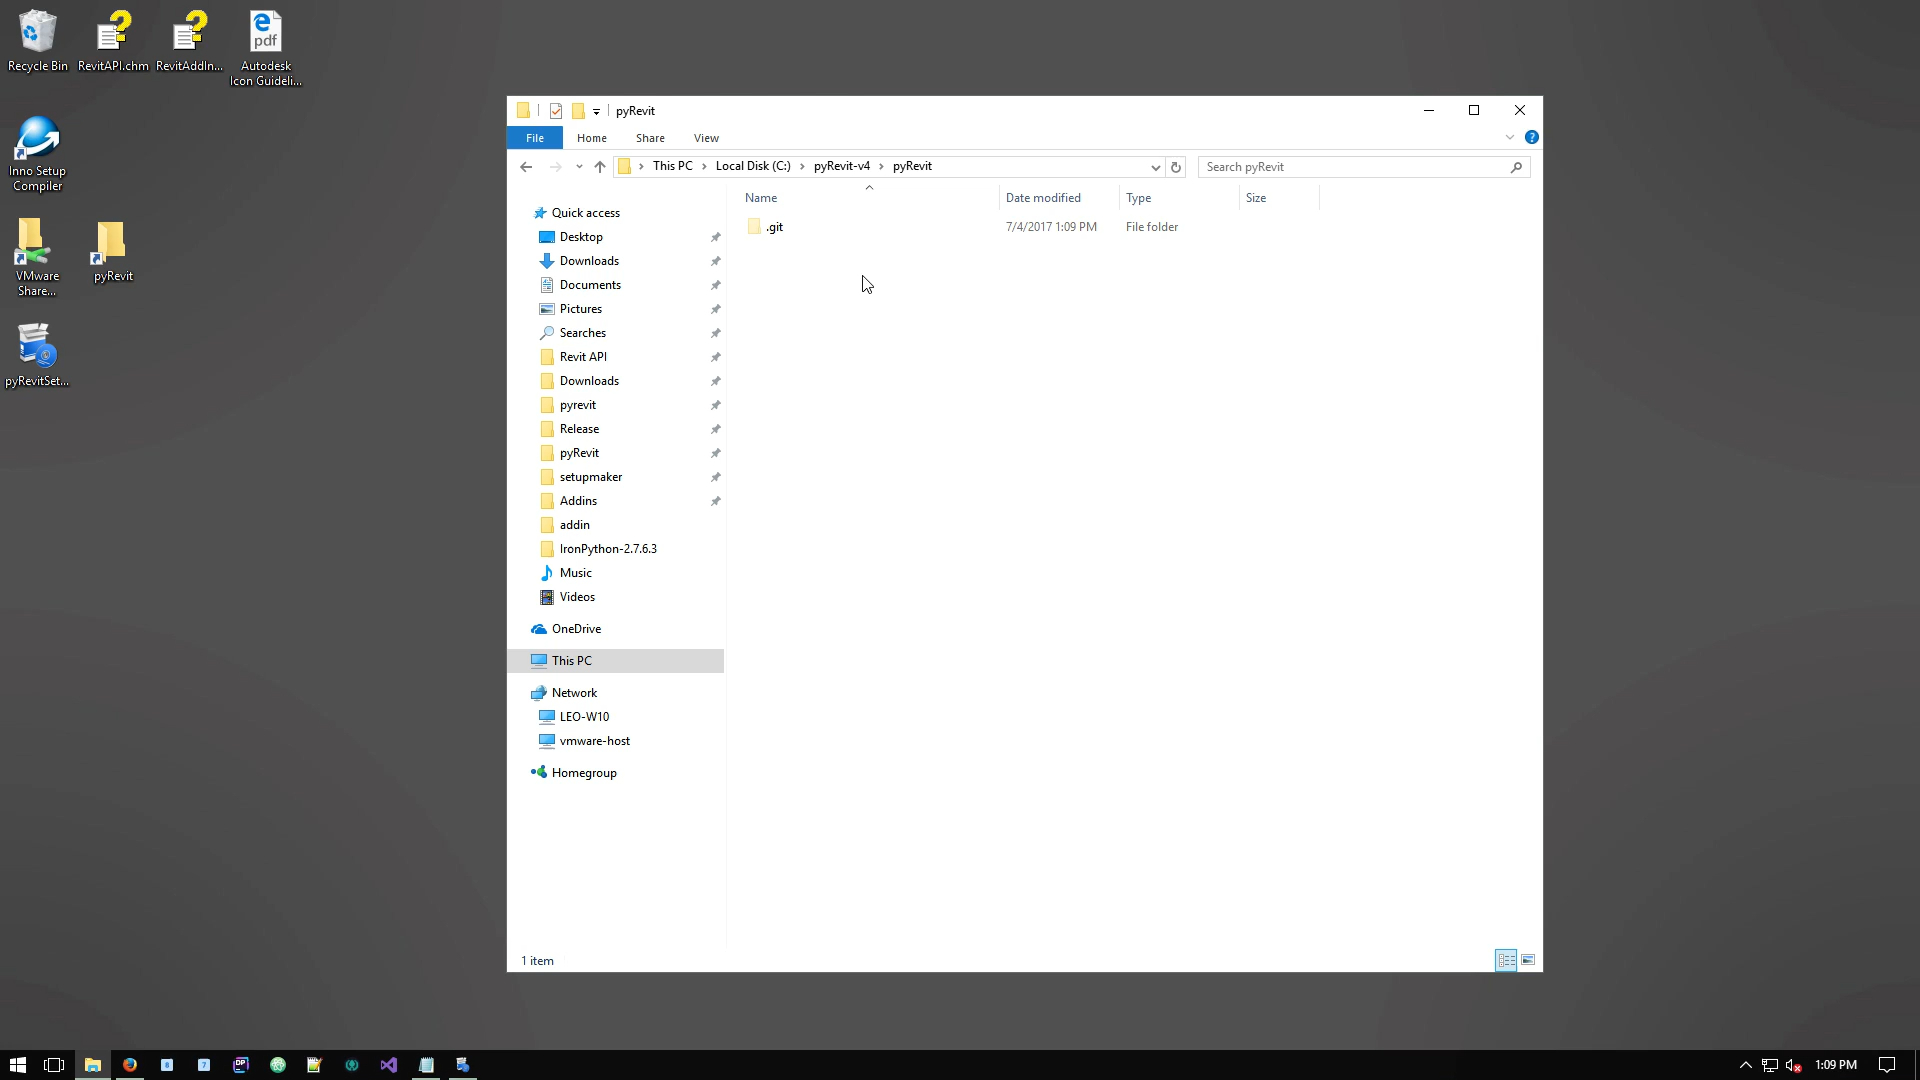 Recycle Bin
RevitAPI.chm
RevitAddIn...
pdf
Autodesk
Icon Guideli...
Inno Setup
Compiler
VMware
Share...
pyRevit
pyRevitSet...
pyRevit
File
Home
Share
View
This PC
Local Disk (C:)
pyRevit-v4
pyRevit
Search pyRevit
Name
Date modified
Type
Size
.git
7/4/2017 1:09 PM
File folder
Quick access
Desktop
Downloads
Documents
Pictures
Searches
Revit API
Downloads
pyrevit
Release
pyRevit
setupmaker
Addins
addin
IronPython-2.7.6.3
Music
Videos
OneDrive
This PC
Network
LEO-W10
vmware-host
Homegroup
1 item
8
7
DP
1:09 PM